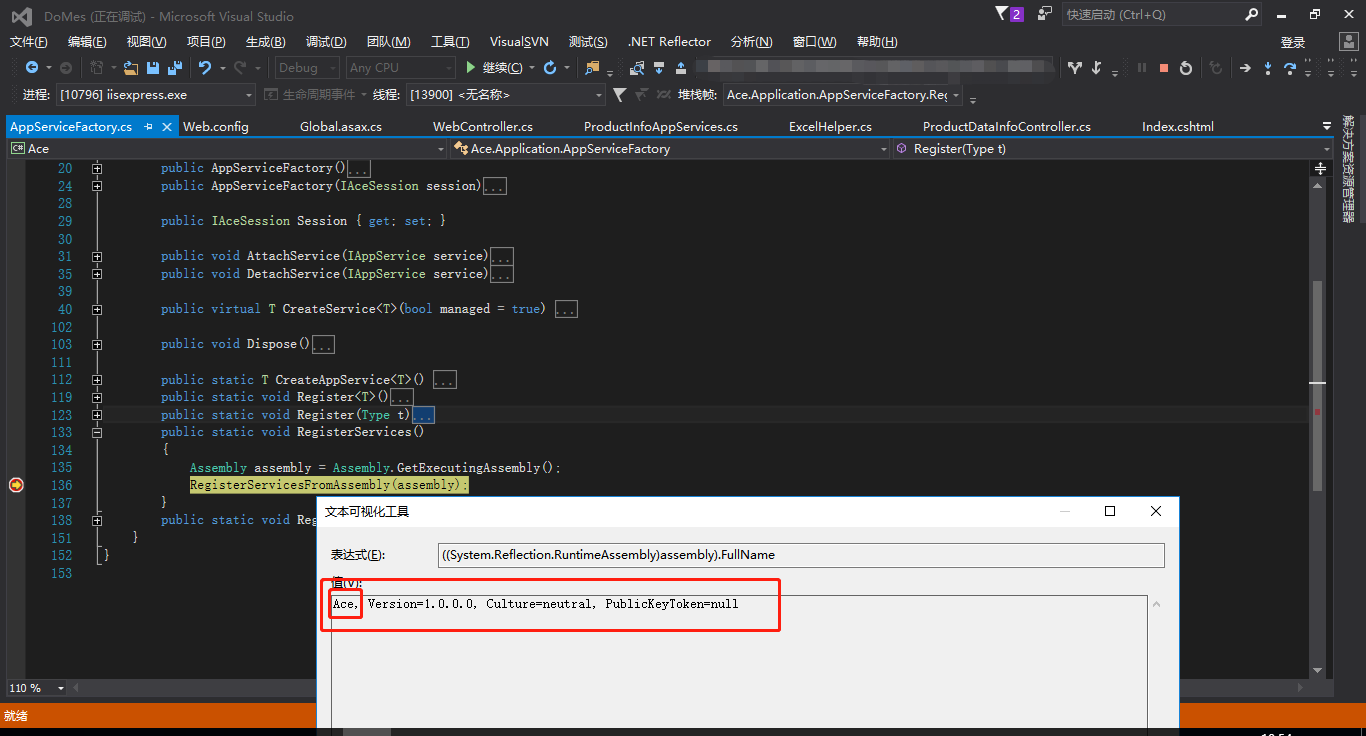 DoMes (正在调试) - Microsoft Visual Studio
2
快速启动 (Ctrl+Q)
文件(F) 编辑(E) 视图(V) 项目(P) 生成(B) 调试(D) 团队(M) 工具(T) VisualSVN 测试(S) .NET Reflector 分析(N) 窗口(W) 帮助(H)
登录
Debug Any CPU 继续(C)
进程: [10796] iisexpress.exe 生命周期事件 线程: [13900] <无名称> 堆栈帧: Ace.Application.AppServiceFactory.Reg
AppServiceFactory.cs Web.config Global.asax.cs WebController.cs ProductInfoAppServices.cs ExcelHelper.cs ProductDataInfoController.cs Index.cshtml
解决方案资源管理器
C# Ace Ace.Application.AppServiceFactory Register(Type t)
20 public AppServiceFactory()...
24 public AppServiceFactory(IAceSession session)...
28
29 public IAceSession Session { get; set; }
30
31 public void AttachService(IAppService service)...
35 public void DetachService(IAppService service)...
39
40 public virtual T CreateService<T>(bool managed = true) ...
102
103 public void Dispose()...
111
112 public static T CreateAppService<T>() ...
119 public static void Register<T>()...
123 public static void Register(Type t)...
133 public static void RegisterServices()
134 {
135 Assembly assembly = Assembly.GetExecutingAssembly();
136 RegisterServicesFromAssembly(assembly);
137 }
138 public static void Reg
151 }
152 }
153
文本可视化工具
表达式(E): ((System.Reflection.RuntimeAssembly)assembly).FullName
值(V):
Ace, Version=1.0.0.0, Culture=neutral, PublicKeyToken=null
110 %
就绪